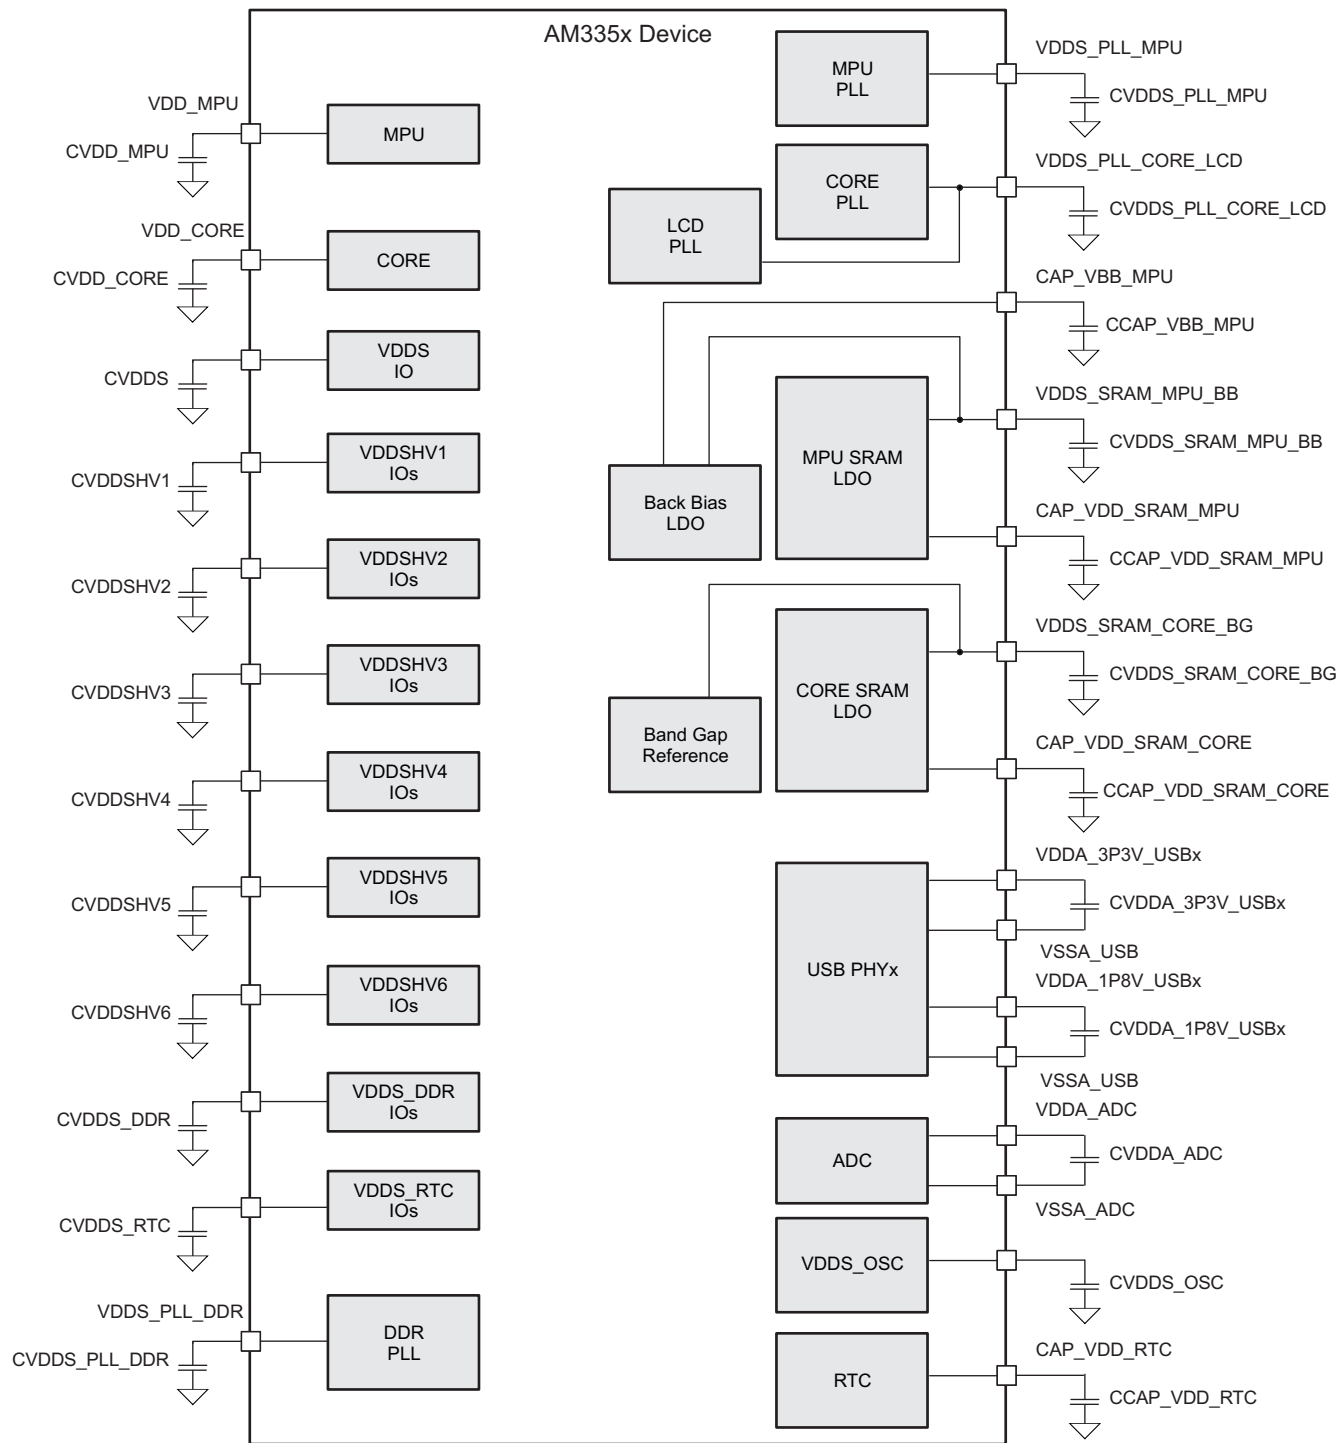 AM335x Device
VDD_MPU
CVDD_MPU
MPU
VDD_CORE
CVDD_CORE
CORE
CVDDS
VDDS
IO
CVDDSHV1
VDDSHV1
IOs
CVDDSHV2
VDDSHV2
IOs
CVDDSHV3
VDDSHV3
IOs
CVDDSHV4
VDDSHV4
IOs
CVDDSHV5
VDDSHV5
IOs
CVDDSHV6
VDDSHV6
IOs
CVDDS_DDR
VDDS_DDR
IOs
CVDDS_RTC
VDDS_RTC
IOs
VDDS_PLL_DDR
CVDDS_PLL_DDR
DDR
PLL
MPU
PLL
VDDS_PLL_MPU
CVDDS_PLL_MPU
CORE
PLL
LCD
PLL
VDDS_PLL_CORE_LCD
CVDDS_PLL_CORE_LCD
CAP_VBB_MPU
CCAP_VBB_MPU
Back Bias
LDO
MPU SRAM
LDO
VDDS_SRAM_MPU_BB
CVDDS_SRAM_MPU_BB
CAP_VDD_SRAM_MPU
CCAP_VDD_SRAM_MPU
Band Gap
Reference
CORE SRAM
LDO
VDDS_SRAM_CORE_BG
CVDDS_SRAM_CORE_BG
CAP_VDD_SRAM_CORE
CCAP_VDD_SRAM_CORE
USB PHYx
VDDA_3P3V_USBx
CVDDA_3P3V_USBx
VSSA_USB
VDDA_1P8V_USBx
CVDDA_1P8V_USBx
VSSA_USB
ADC
VDDA_ADC
CVDDA_ADC
VSSA_ADC
VDDS_OSC
CVDDS_OSC
RTC
CAP_VDD_RTC
CCAP_VDD_RTC